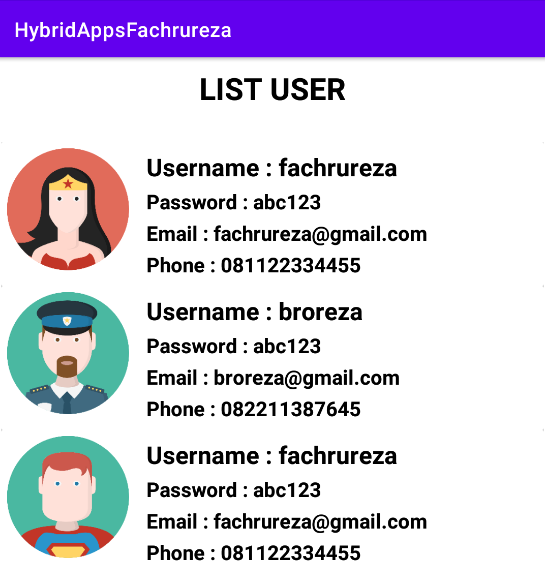 HybridAppsFachrureza
LIST USER
Username : fachrureza
Password : abc123
Email : fachrureza@gmail.com
Phone : 081122334455
Username : broreza
Password : abc123
Email : broreza@gmail.com
Phone : 082211387645
Username : fachrureza
Password : abc123
Email : fachrureza@gmail.com
Phone : 081122334455